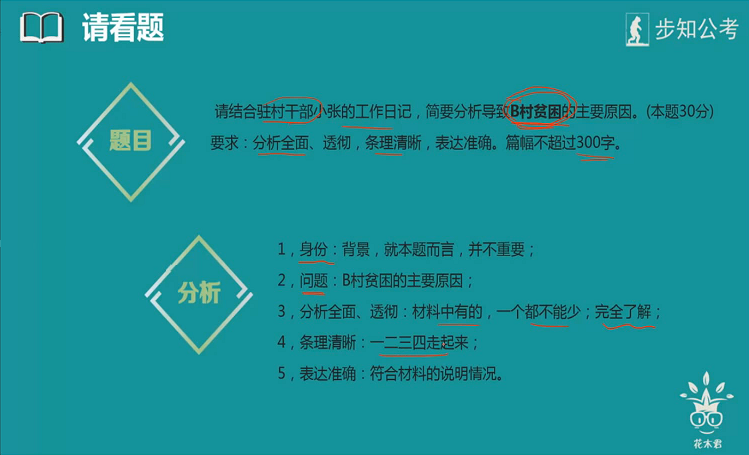 请看题
步知公考
题目
请结合驻村干部小张的工作日记，简要分析导致B村贫困的主要原因。(本题30分)
要求：分析全面、透彻，条理清晰，表达准确。篇幅不超过300字。
分析
1，身份：背景，就本题而言，并不重要；
2，问题：B村贫困的主要原因；
3，分析全面、透彻：材料中有的，一个都不能少；完全了解；
4，条理清晰：一二三四走起来；
5，表达准确：符合材料的说明情况。
花木君